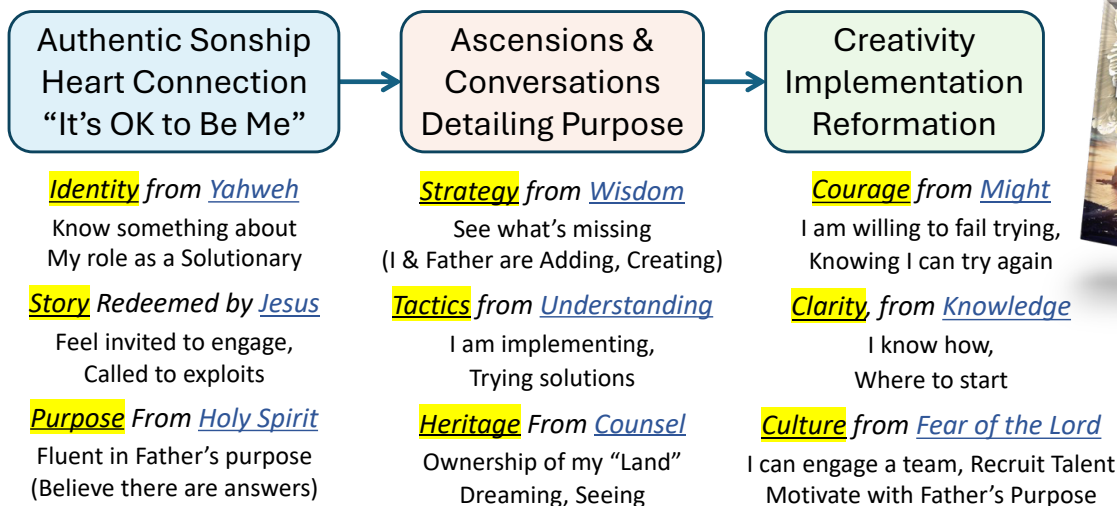 Authentic Sonship
Heart Connection
“It’s OK to Be Me”
Identity from Yahweh
Know something about
My role as a Solutionary
Story Redeemed by Jesus
Feel invited to engage,
Called to exploits
Purpose From Holy Spirit
Fluent in Father’s purpose
(Believe there are answers)
Ascensions &
Conversations
Detailing Purpose
Strategy from Wisdom
See what’s missing
(I & Father are Adding, Creating)
Tactics from Understanding
I am implementing,
Trying solutions
Heritage From Counsel
Ownership of my “Land”
Dreaming, Seeing
Creativity
Implementation
Reformation
Courage from Might
I am willing to fail trying,
Knowing I can try again
Clarity, from Knowledge
I know how,
Where to start
Culture from Fear of the Lord
I can engage a team, Recruit Talent
Motivate with Father’s Purpose